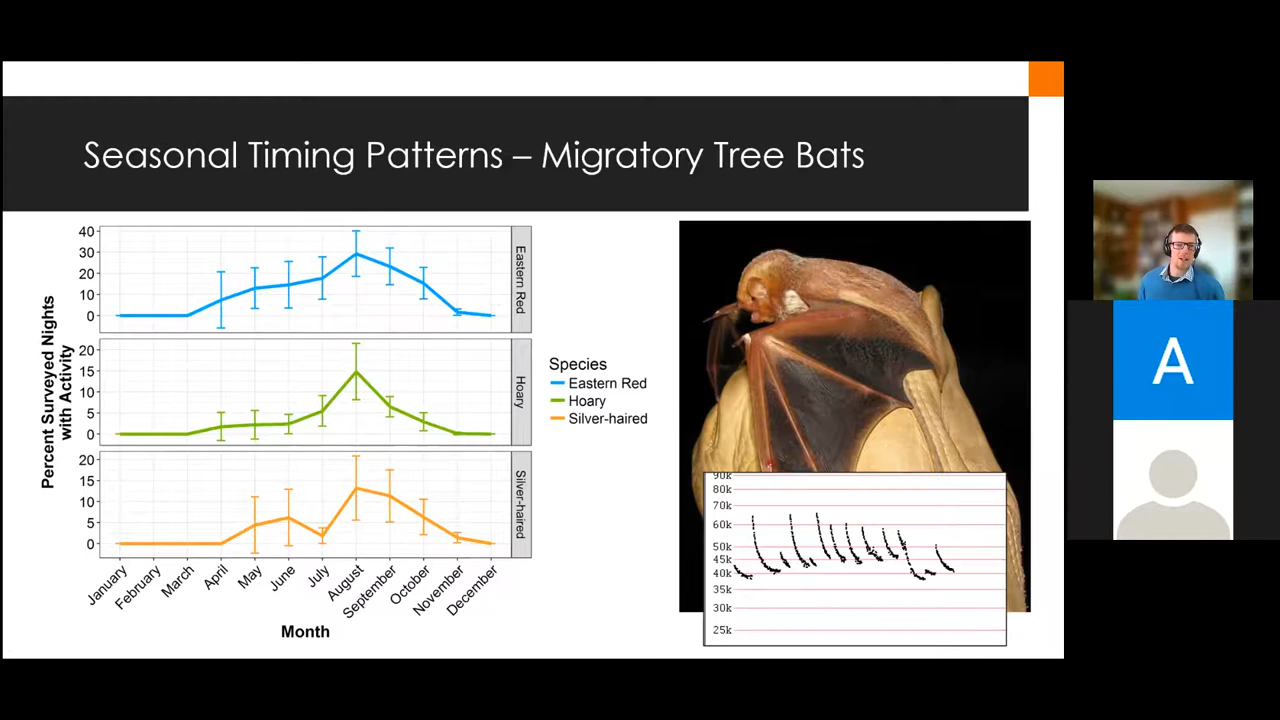 Seasonal Timing Patterns – Migratory Tree Bats
Percent Surveyed Nights
with Activity
40
30
20
10
0
Eastern Red
20
15
10
5
0
Hoary
20
15
10
5
0
Silver-haired
January
February
March
April
May
June
July
August
September
October
November
December
Month
Species
Eastern Red
Hoary
Silver-haired
90k
80k
70k
60k
50k
45k
40k
35k
30k
25k
A